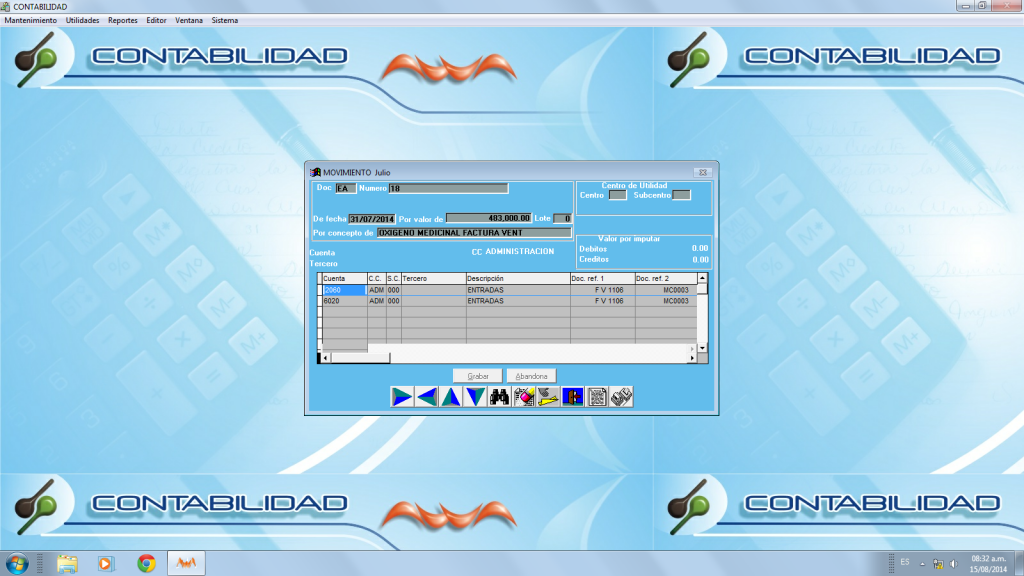 CONTABILIDAD
Mantenimiento Utilidades Reportes Editor Ventana Sistema
CONTABILIDAD CONTABILIDAD
MOVIMIENTO Julio
Doc EA Numero 18
Centro de Utilidad
Centro Subcentro
De fecha 31/07/2014 Por valor de 483,000.00 Lote 0
Por concepto de OXIGENO MEDICINAL FACTURA VENT
Valor por imputar
Debitos 0.00
Creditos 0.00
Cuenta CC ADMINISTRACION
Tercero
Cuenta C.C. S.C. Tercero Descripción Doc. ref. 1 Doc. ref. 2
2060 ADM 000 ENTRADAS F V 1106 MC0003
6020 ADM 000 ENTRADAS F V 1106 MC0003
Grabar Abandona
CONTABILIDAD CONTABILIDAD
ES 08:32 a.m.
15/08/2014